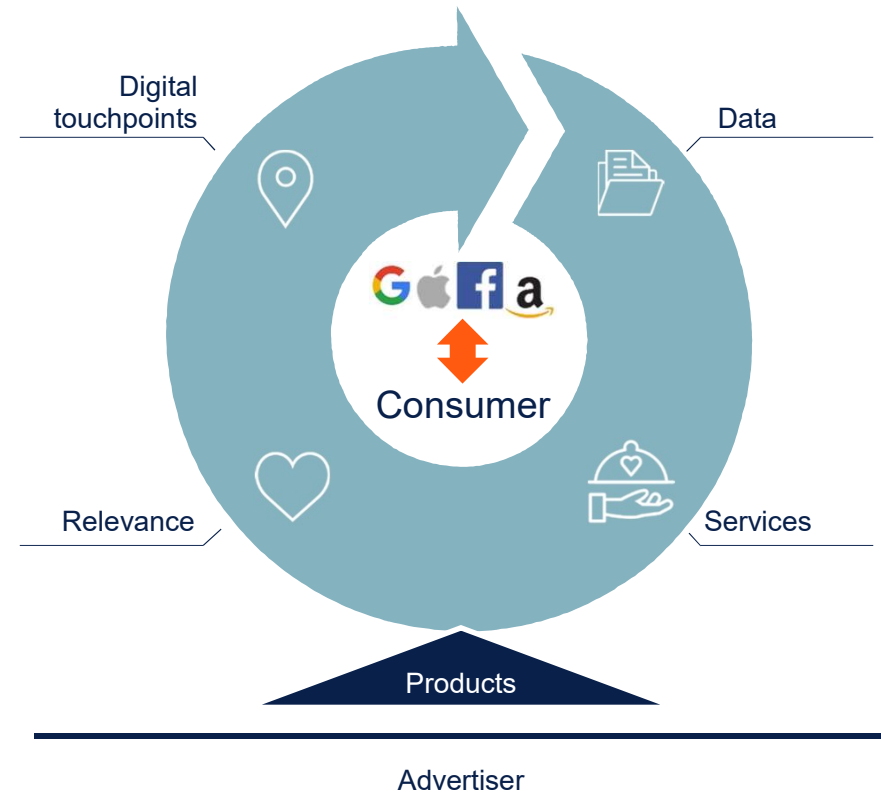 Digital
touchpoints
Data
G f a
Consumer
Relevance
Services
Products
Advertiser